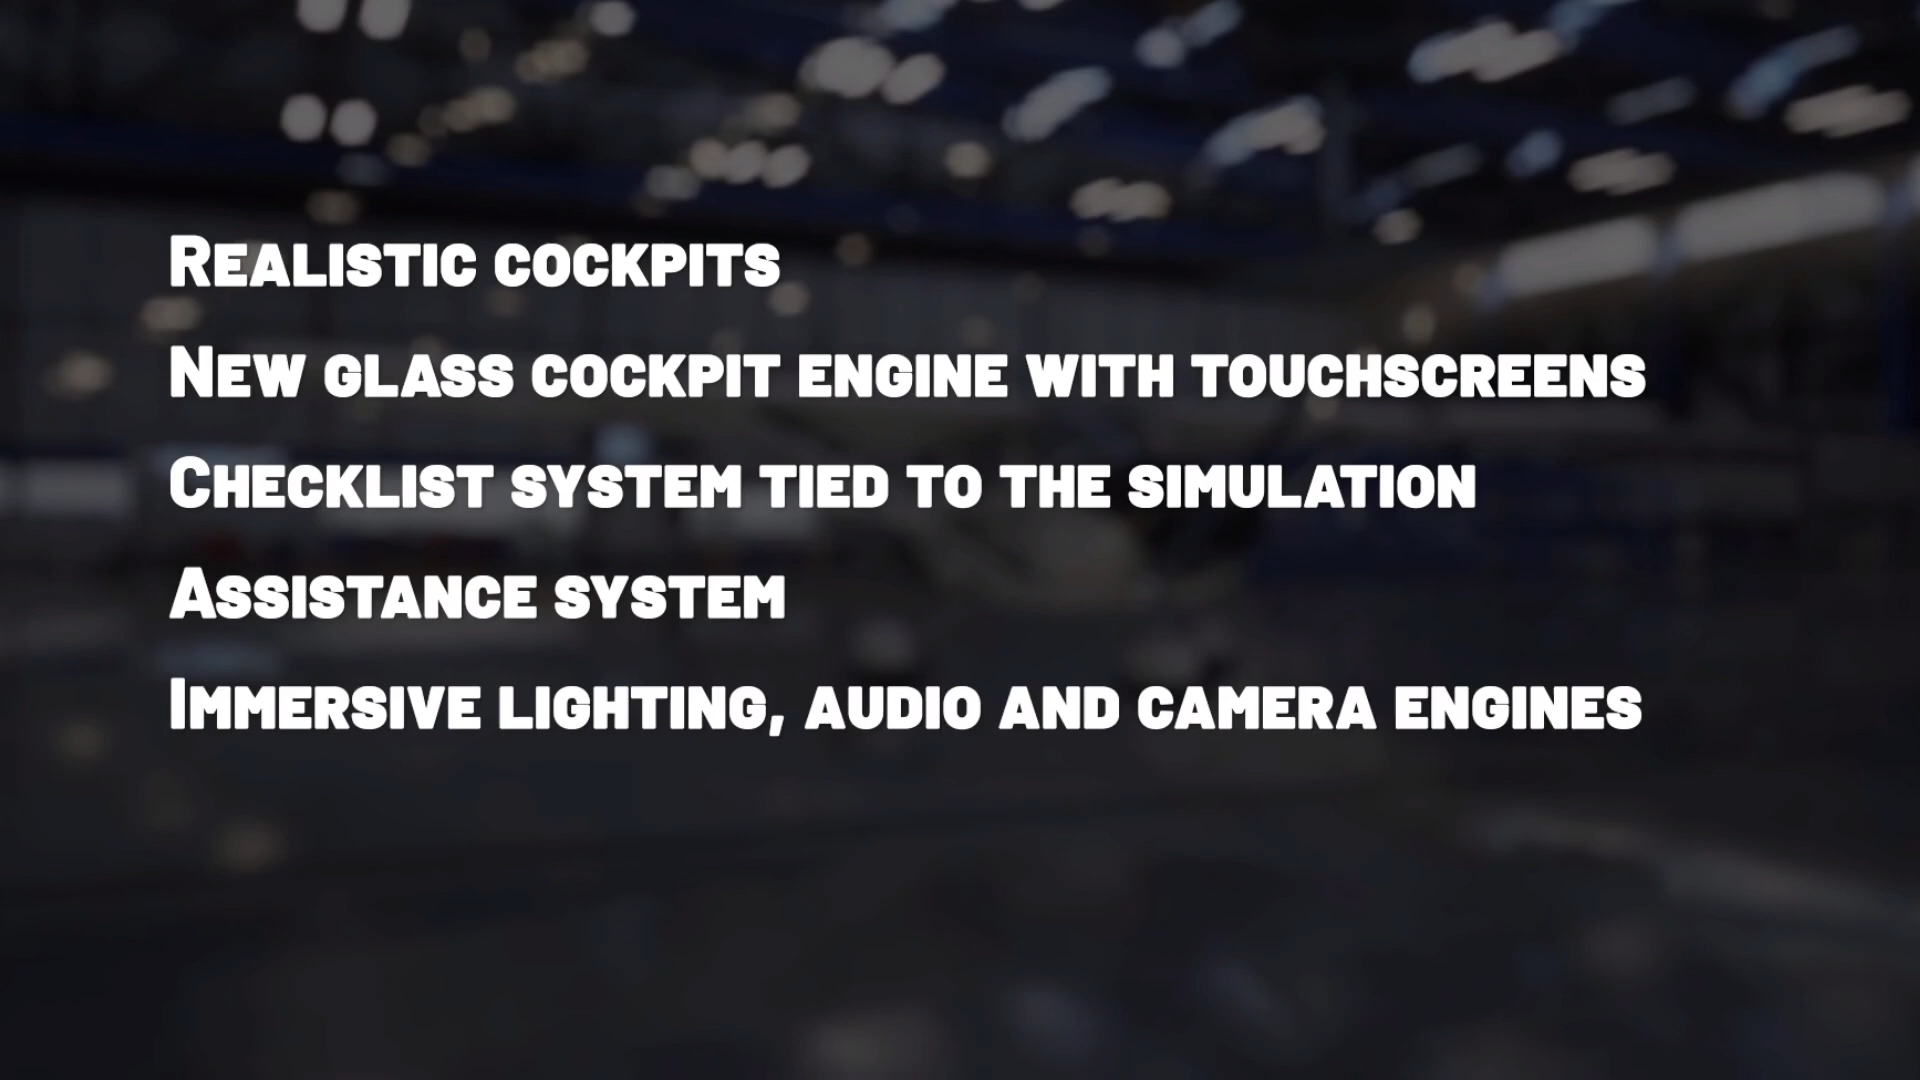 Realistic cockpits
New glass cockpit engine with touchscreens
Checklist system tied to the simulation
Assistance system
Immersive lighting, audio and camera engines